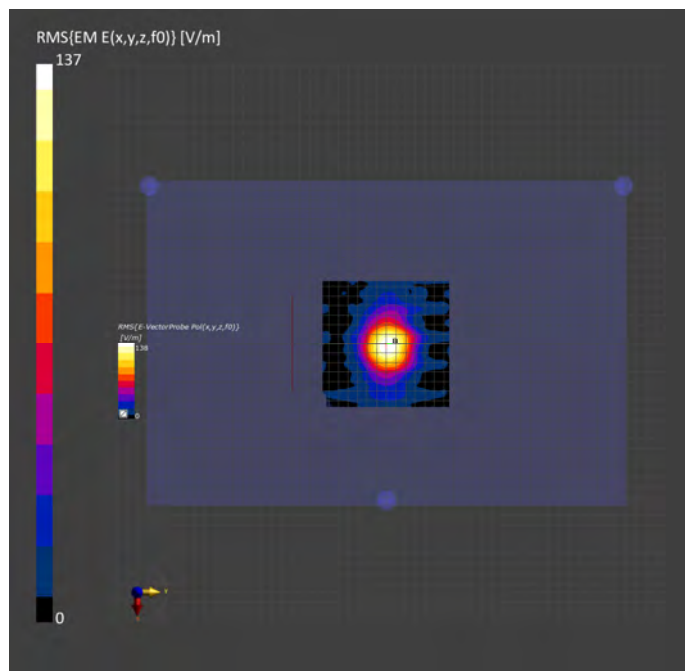 RMS{EM E(x,y,z,f0)} [V/m]
137
RMS{E-VectorProbe Pol(x,y,z,f0)}
[V/m]
138
0
0